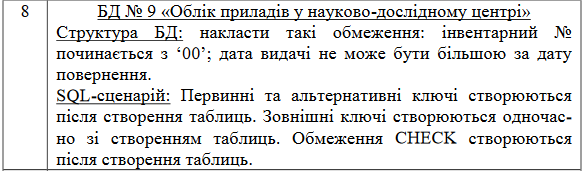 8
БД № 9 «Облік приладів у науково-дослідному центрі»
Структура БД: накласти такі обмеження: інвентарний №
починається з ‘00’; дата видачі не може бути більшою за дату
повернення.
SQL-сценарій: Первинні та альтернативні ключі створюються
після створення таблиць. Зовнішні ключі створюються одночас-
но зі створенням таблиць. Обмеження CHECK створюються
після створення таблиць.